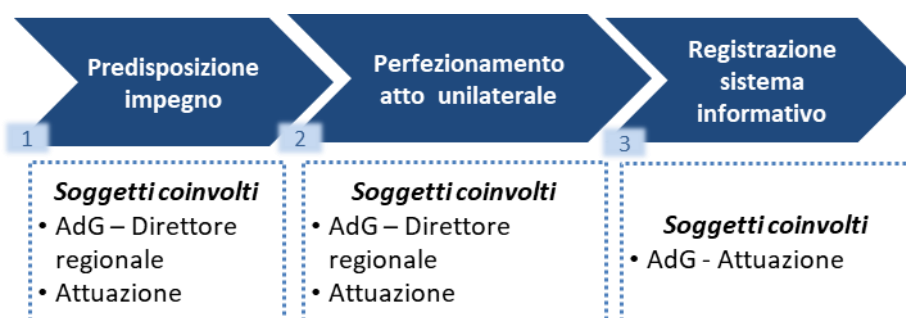 Predisposizione
impegno
1
Perfezionamento
atto unilaterale
2
Registrazione
sistema
informativo
3
Soggetti coinvolti
• AdG – Direttore
regionale
• Attuazione
Soggetti coinvolti
• AdG – Direttore
regionale
• Attuazione
Soggetti coinvolti
• AdG - Attuazione